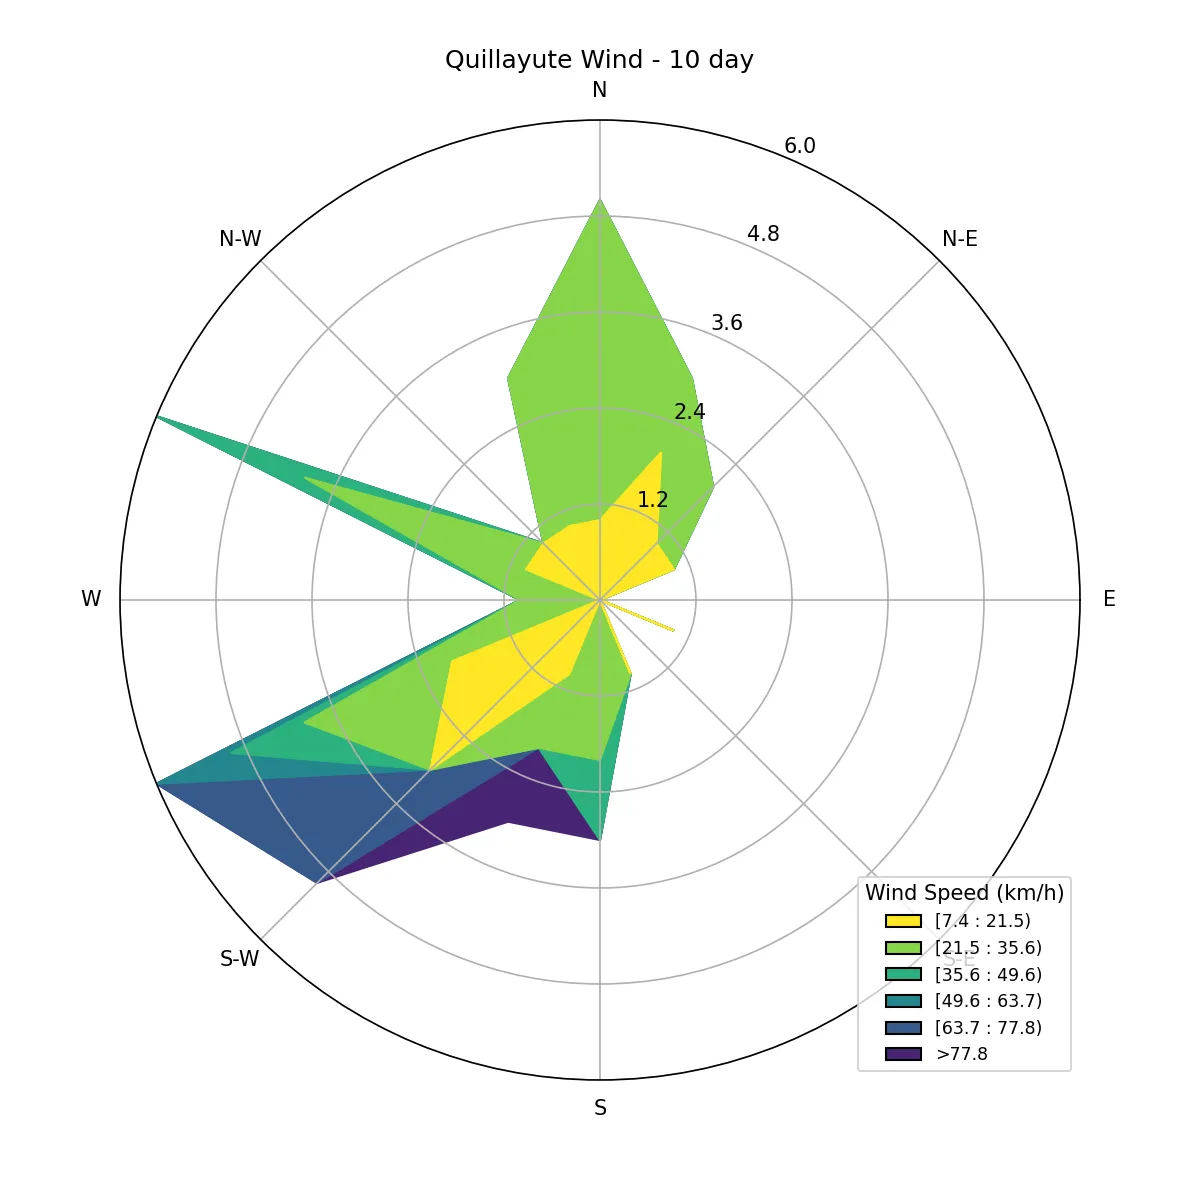 Quillayute Wind - 10 day
N
6.0
N-W
4.8
N-E
3.6
2.4
1.2
W
E
Wind Speed (km/h)
[7.4 : 21.5)
[21.5 : 35.6)
S-W
S-E
[35.6 : 49.6)
[49.6 : 63.7)
[63.7 : 77.8)
>77.8
S